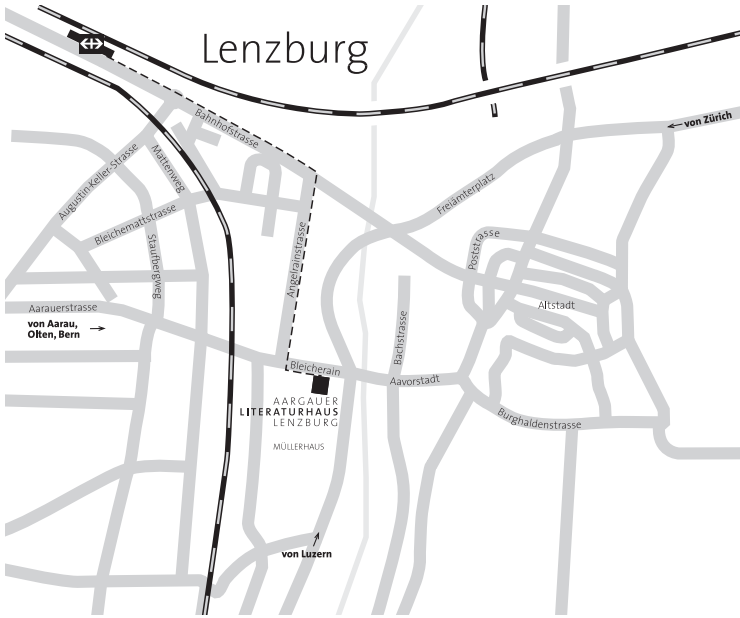 Lenzburg
Bahnhofstrasse
von Zürich
Augustin-Keller-Strasse
Mattenweg
Freiämterplatz
Bleichemattstrasse
Staufbergweg
Angelrainstrasse
Poststrasse
Altstadt
Aarauerstrasse
von Aarau,
Olten, Bern
Bachstrasse
Bleicherain
Aavorstadt
AARGAUER
LITERATURHAUS
LENZBURG
Burghaldenstrasse
MÜLLERHAUS
von Luzern